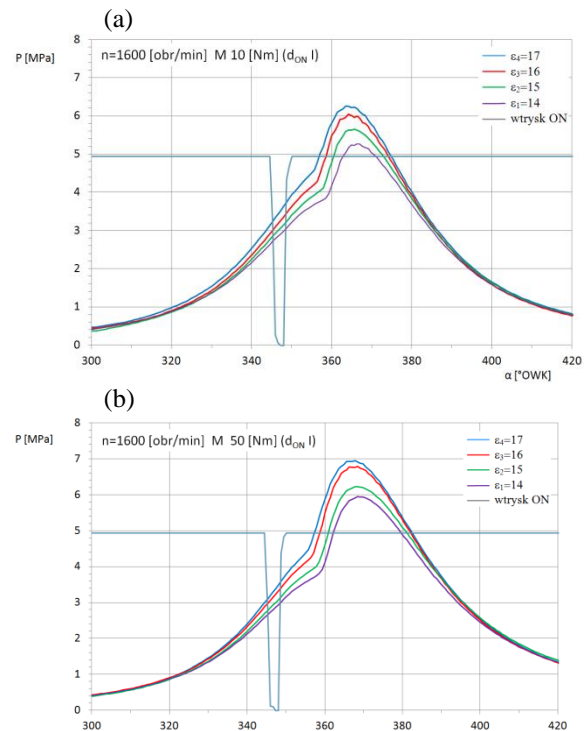 (a)
P [MPa]
n=1600 [obr/min] M 10 [Nm] (dON I)
ε4=17
ε3=16
ε2=15
ε1=14
wtrysk ON
8
7
6
5
4
3
2
1
0
300 320 340 360 380 400 420
α [°OWK]
(b)
P [MPa]
n=1600 [obr/min] M 50 [Nm] (dON I)
ε4=17
ε3=16
ε2=15
ε1=14
wtrysk ON
8
7
6
5
4
3
2
1
0
300 320 340 360 380 400 420